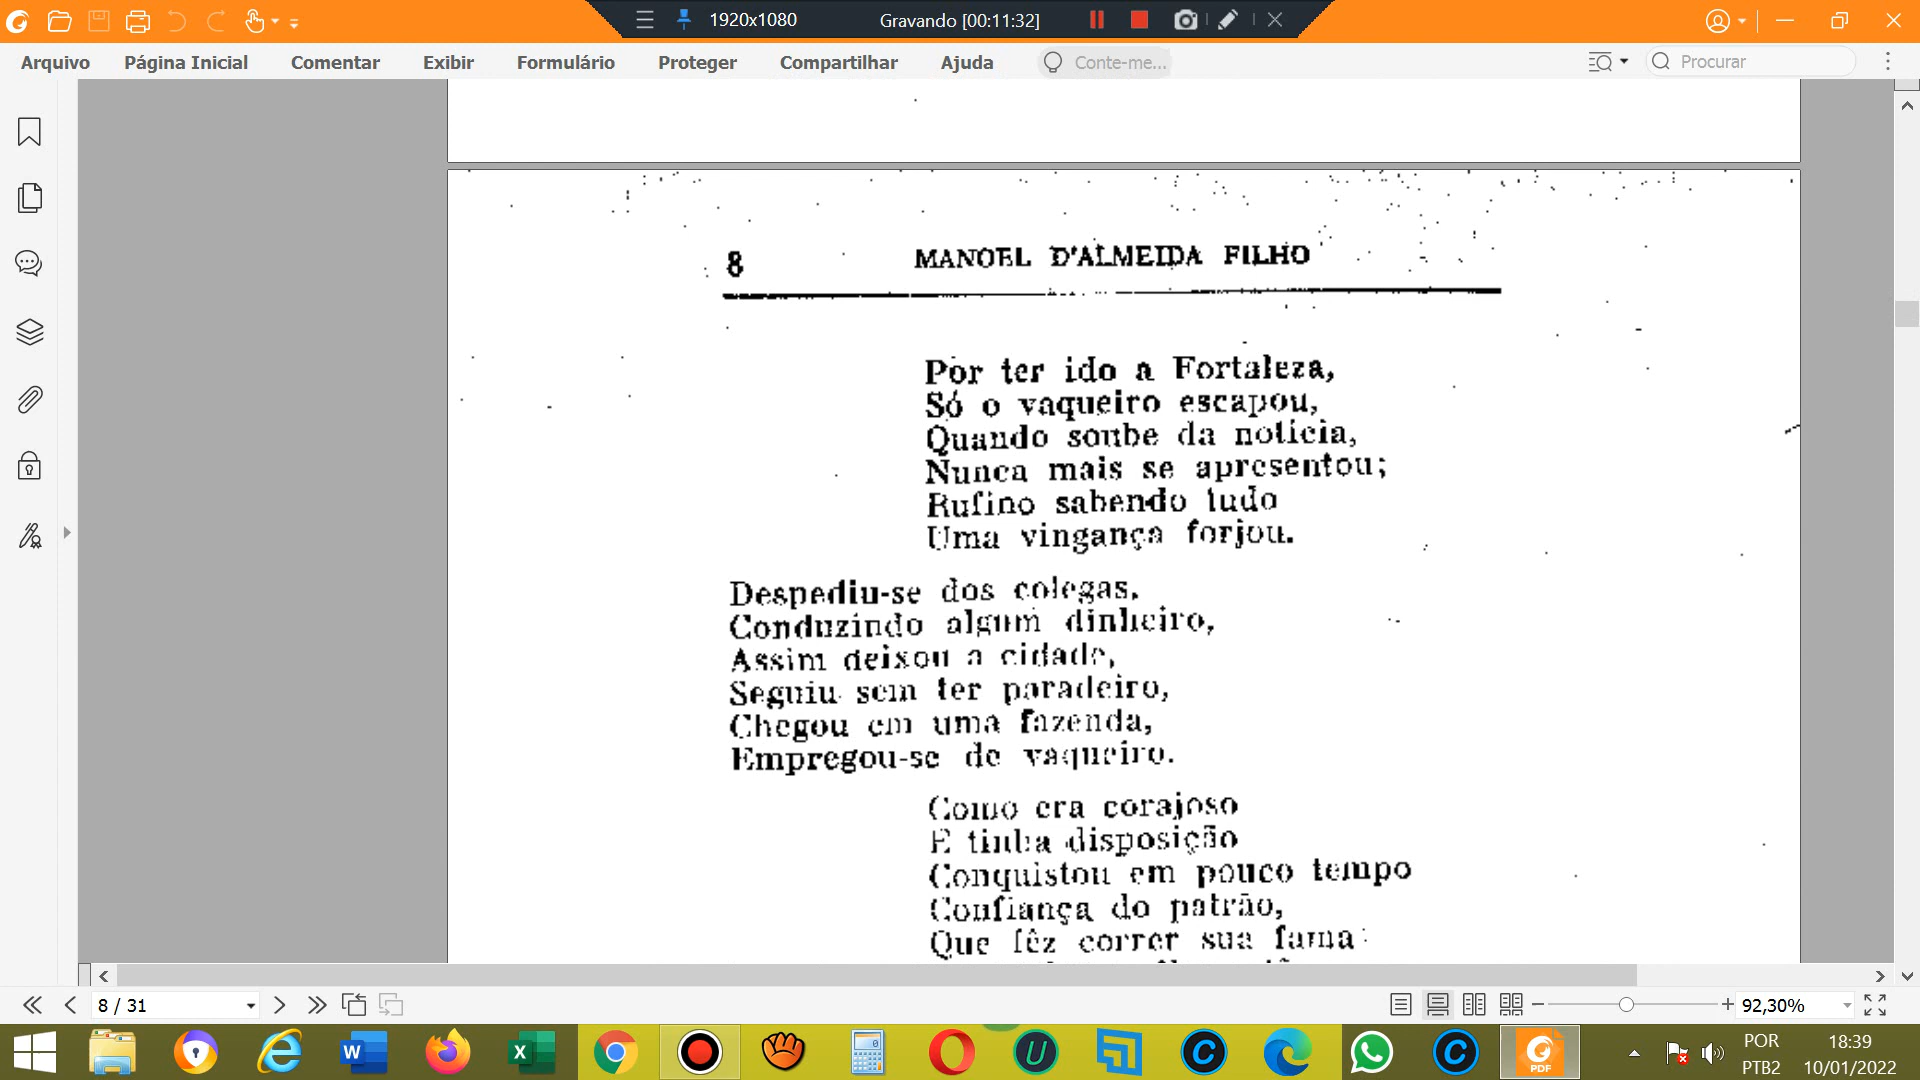 1920x1080
Gravando [00:11:32]
Arquivo Página Inicial Comentar Exibir Formulário Proteger Compartilhar Ajuda Conte-me... Procurar
8 MANOEL D'ALMEIDA FILHO
Por ter ido a Fortaleza,
Só o vaqueiro escapou,
Quando soube da noticia,
Nunca mais se apresentou;
Rufino sabendo tudo
Uma vingança forjou.
Despediu-se dos colegas,
Conduzindo algum dinheiro,
Assim deixou a cidade,
Seguiu sem ter paradeiro,
Chegou em uma fazenda,
Empregou-se de vaqueiro.
Como era corajoso
E tinha disposição
Conquistou em pouco tempo
Confiança do patrão,
Que fêz correr sua fama
8 / 31
92,30%
POR
PTB2
18:39
10/01/2022